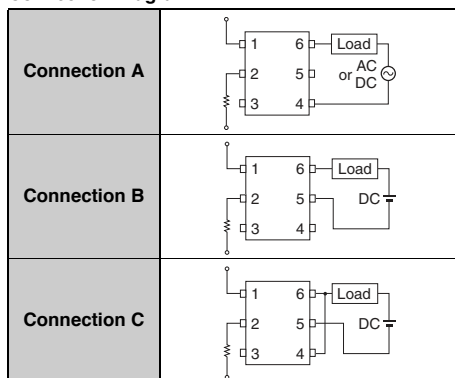 Connection A
1 6 Load
2 5 or AC DC
3 4
Connection B
1 6 Load
2 5 DC
3 4
Connection C
1 6 Load
2 5 DC
3 4